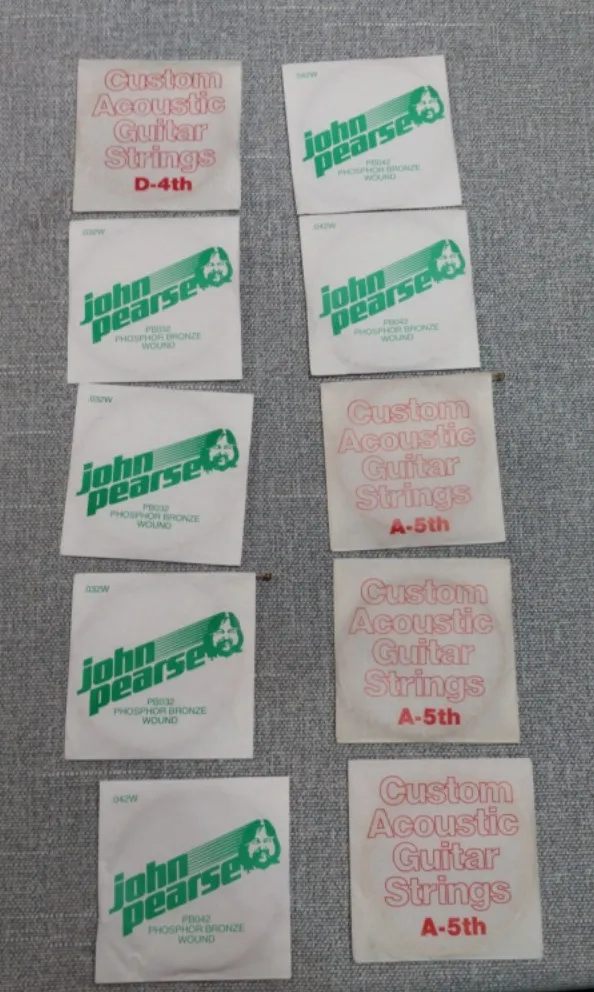 Custom
Acoustic
Guitar
Strings
D-4th
.032W
john
pearse
PB032
PHOSPHOR BRONZE
WOUND
.032W
john
pearse
PB032
PHOSPHOR BRONZE
WOUND
.032W
john
pearse
PB032
PHOSPHOR BRONZE
WOUND
.042W
john
pearse
PB042
PHOSPHOR BRONZE
WOUND
.042W
john
pearse
PB042
PHOSPHOR BRONZE
WOUND
.042W
john
pearse
PB042
PHOSPHOR BRONZE
WOUND
Custom
Acoustic
Guitar
Strings
A-5th
Custom
Acoustic
Guitar
Strings
A-5th
Custom
Acoustic
Guitar
Strings
A-5th